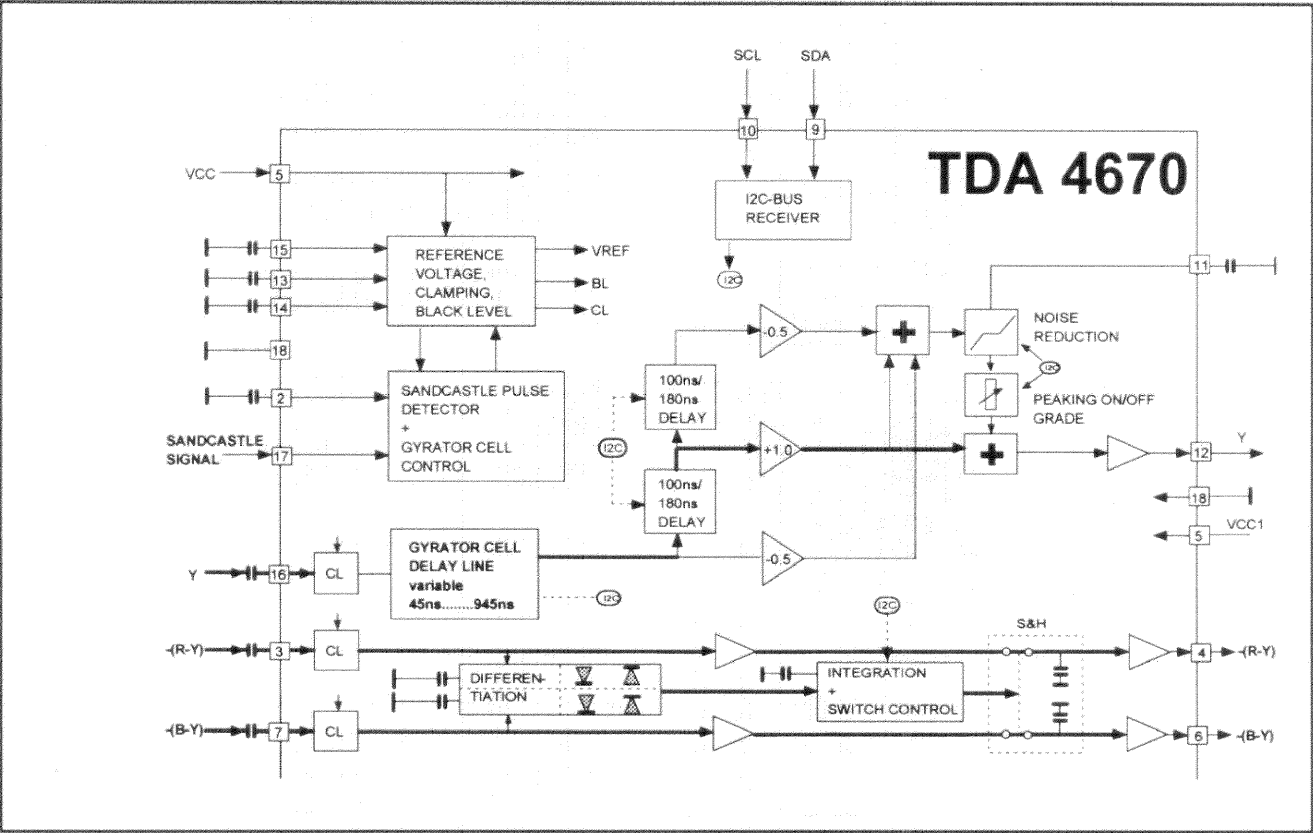 SCL SDA
10 9
TDA 4670
VCC 5
I2C-BUS
RECEIVER
I2C
15
13
14
18
2
REFERENCE
VOLTAGE,
CLAMPING,
BLACK LEVEL
VREF
BL
CL
11
-0.5
+
NOISE
REDUCTION
I2C
PEAKING ON/OFF
GRADE
100ns/
180ns
DELAY
SANDCASTLE PULSE
DETECTOR
+
GYRATOR CELL
CONTROL
SANDCASTLE
SIGNAL
17
I2C
+1.0
+
12
Y
100ns/
180ns
DELAY
18
VCC1
5
Y
16
CL
GYRATOR CELL
DELAY LINE
variable
45ns........945ns
-0.5
I2C
I2C
S&H
-(R-Y)
3
CL
4
-(R-Y)
DIFFEREN-
TIATION
INTEGRATION
+
SWITCH CONTROL
-(B-Y)
7
CL
6
-(B-Y)